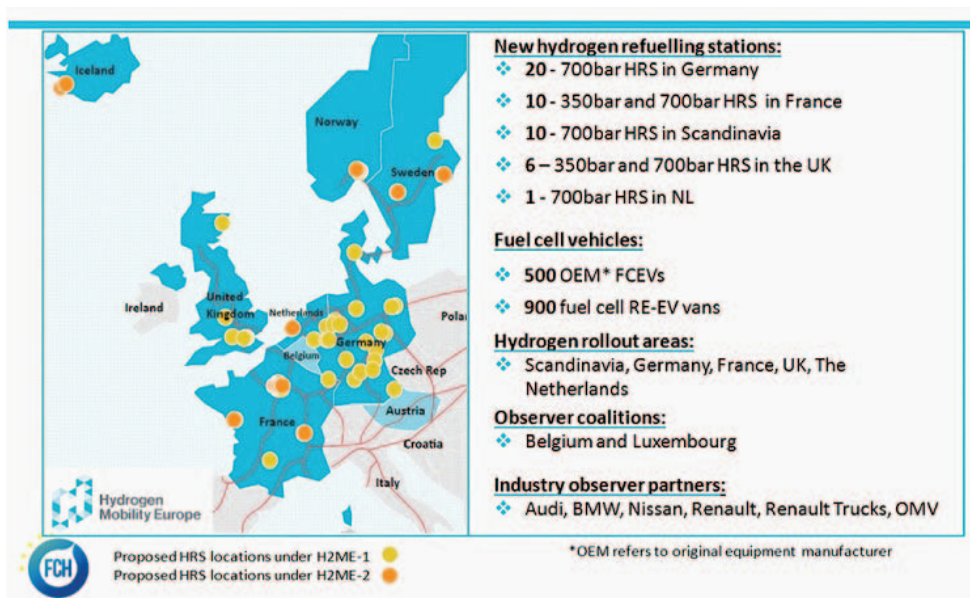 Iceland
Norway
Sweden
Ireland
United
Kingdom
Netherlands
Belgium
Germany
Czech Rep
Austria
France
Croatia
Italy
Hydrogen
Mobility Europe
FCH
Proposed HRS locations under H2ME-1
Proposed HRS locations under H2ME-2
New hydrogen refuelling stations:
20 - 700bar HRS in Germany
10 - 350bar and 700bar HRS in France
10 - 700bar HRS in Scandinavia
6 – 350bar and 700bar HRS in the UK
1 - 700bar HRS in NL
Fuel cell vehicles:
500 OEM* FCEVs
900 fuel cell RE-EV vans
Hydrogen rollout areas:
Scandinavia, Germany, France, UK, The
Netherlands
Observer coalitions:
Belgium and Luxembourg
Industry observer partners:
Audi, BMW, Nissan, Renault, Renault Trucks, OMV
*OEM refers to original equipment manufacturer